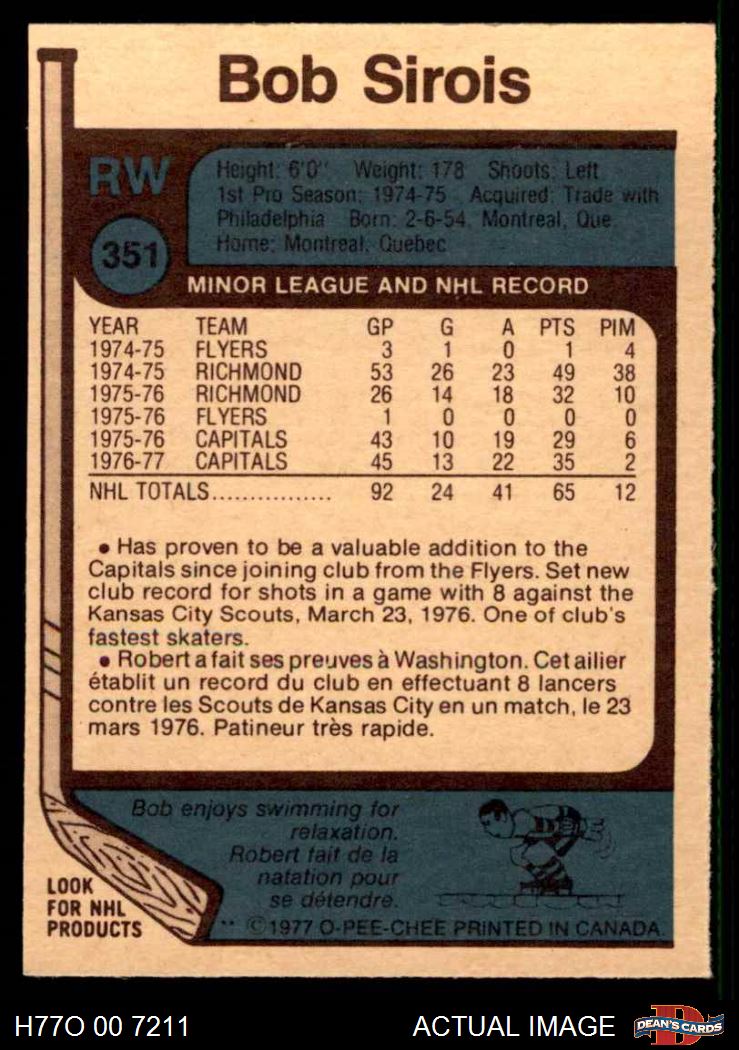 Bob Sirois
RW
351
Height: 6'0" Weight: 178 Shoots: Left
1st Pro Season: 1974-75 Acquired: Trade with
Philadelphia Born: 2-6-54, Montreal, Que.
Home: Montreal, Quebec
MINOR LEAGUE AND NHL RECORD
YEAR TEAM GP G A PTS PIM
1974-75 FLYERS 3 1 0 1 4
1974-75 RICHMOND 53 26 23 49 38
1975-76 RICHMOND 26 14 18 32 10
1975-76 FLYERS 1 0 0 0 0
1975-76 CAPITALS 43 10 19 29 6
1976-77 CAPITALS 45 13 22 35 2
NHL TOTALS................ 92 24 41 65 12
• Has proven to be a valuable addition to the
Capitals since joining club from the Flyers. Set new
club record for shots in a game with 8 against the
Kansas City Scouts, March 23, 1976. One of club's
fastest skaters.
• Robert a fait ses preuves à Washington. Cet ailier
établit un record du club en effectuant 8 lancers
contre les Scouts de Kansas City en un match, le 23
mars 1976. Patineur très rapide.
Bob enjoys swimming for
relaxation.
Robert fait de la
natation pour
se détendre.
LOOK
FOR NHL
PRODUCTS
** ©1977 O-PEE-CHEE PRINTED IN CANADA.
H77O 00 7211
ACTUAL IMAGE
DEAN'S CARDS